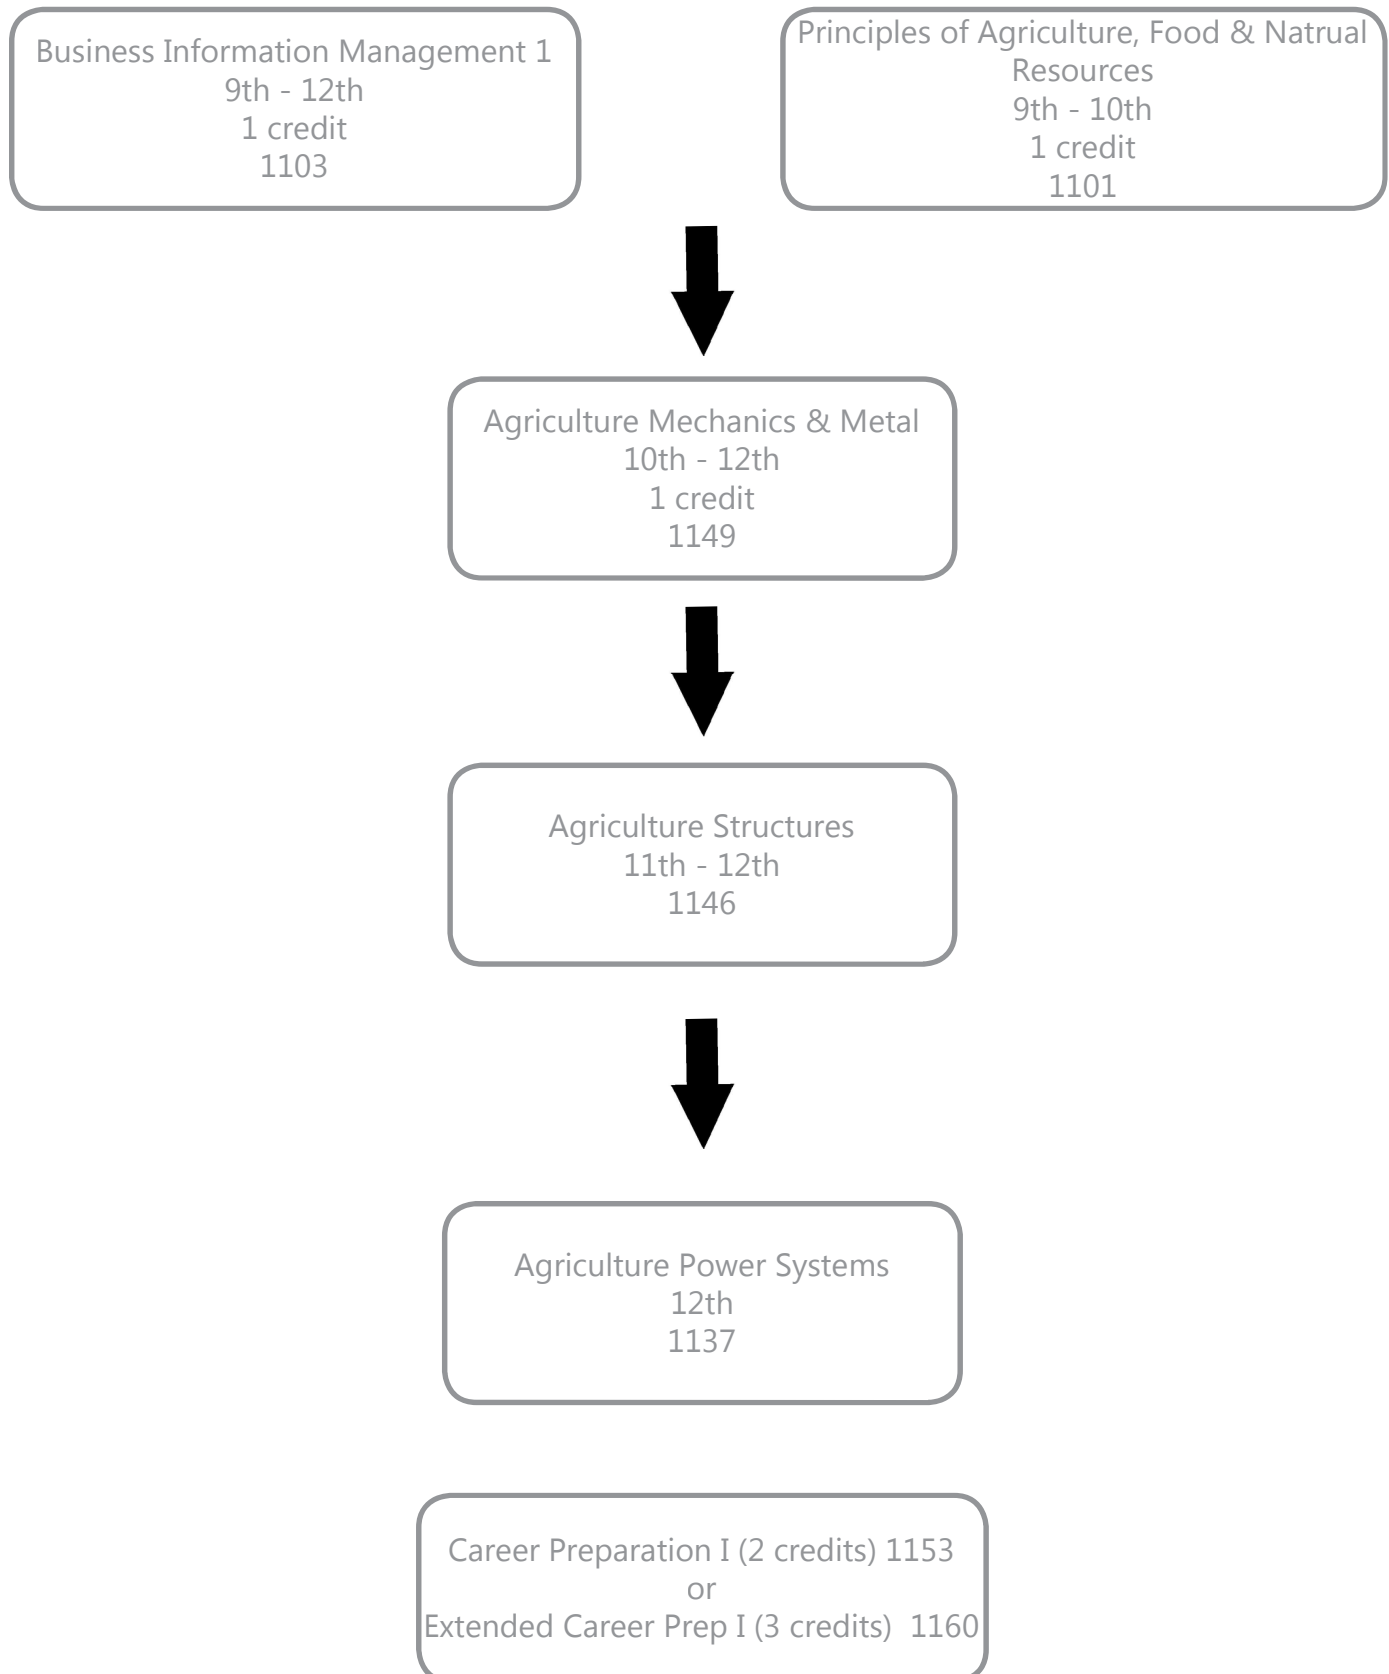 Business Information Management 1
9th - 12th
1 credit
1103
Principles of Agriculture, Food & Natrual
Resources
9th - 10th
1 credit
1101
Agriculture Mechanics & Metal
10th - 12th
1 credit
1149
Agriculture Structures
11th - 12th
1146
Agriculture Power Systems
12th
1137
Career Preparation I (2 credits) 1153
or
Extended Career Prep I (3 credits)  1160